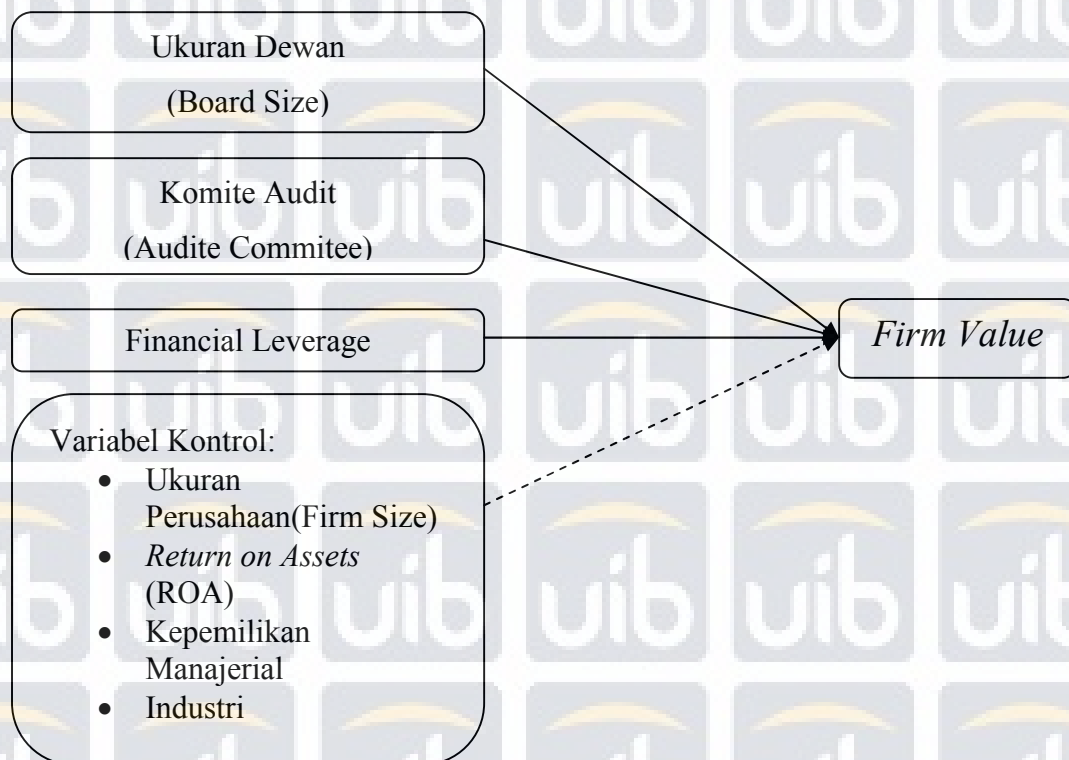 Ukuran Dewan
(Board Size)
Komite Audit
(Audite Commitee)
Financial Leverage
Firm Value
Variabel Kontrol:
• Ukuran
Perusahaan(Firm Size)
• Return on Assets
(ROA)
• Kepemilikan
Manajerial
• Industri
uib